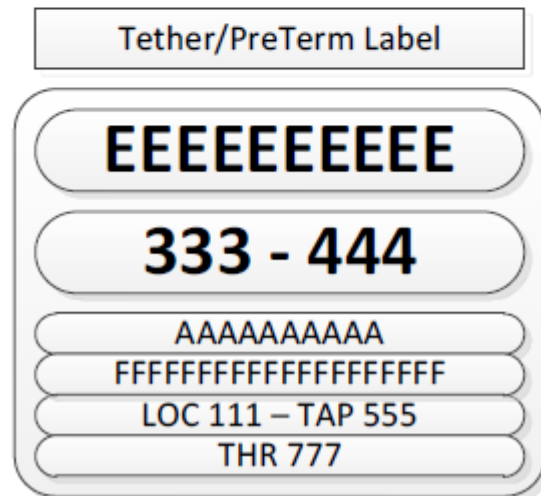 Tether/PreTerm Label
EEEEEEEEEE
333 - 444
AAAAAAAAAA
FFFFFFFFFFFFFFFFFFFF
LOC 111 – TAP 555
THR 777